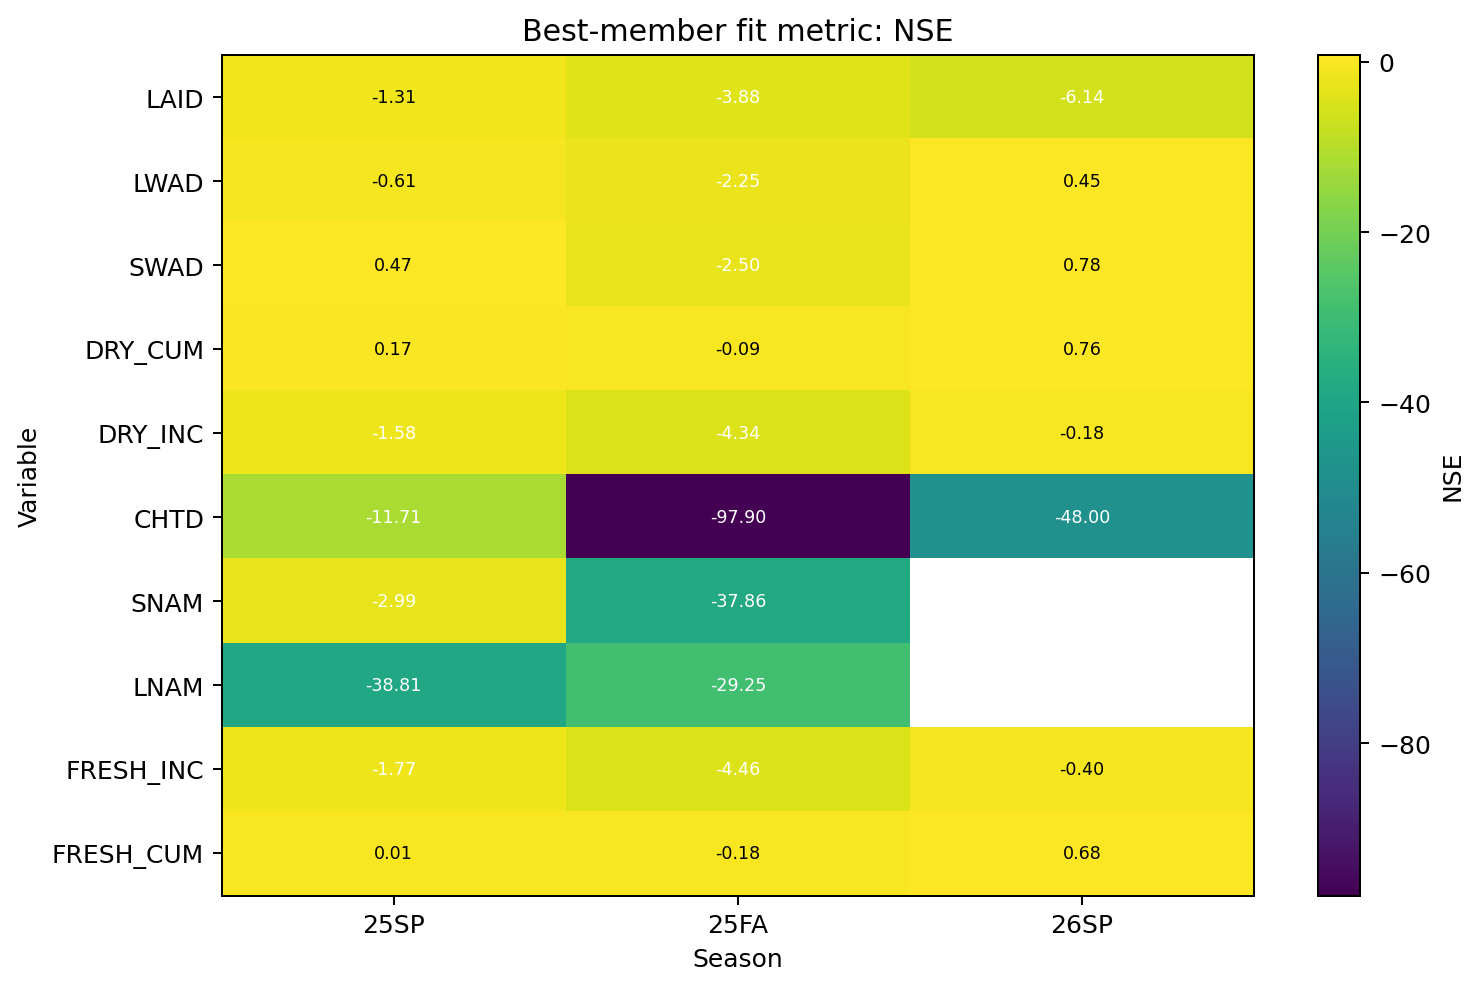 Best-member fit metric: NSE
LAID -1.31 -3.88 -6.14
LWAD -0.61 -2.25 0.45
SWAD 0.47 -2.50 0.78
DRY_CUM 0.17 -0.09 0.76
DRY_INC -1.58 -4.34 -0.18
CHTD -11.71 -97.90 -48.00
SNAM -2.99 -37.86
LNAM -38.81 -29.25
FRESH_INC -1.77 -4.46 -0.40
FRESH_CUM 0.01 -0.18 0.68
25SP 25FA 26SP
Season
Variable
0
−20
−40
−60
−80
NSE